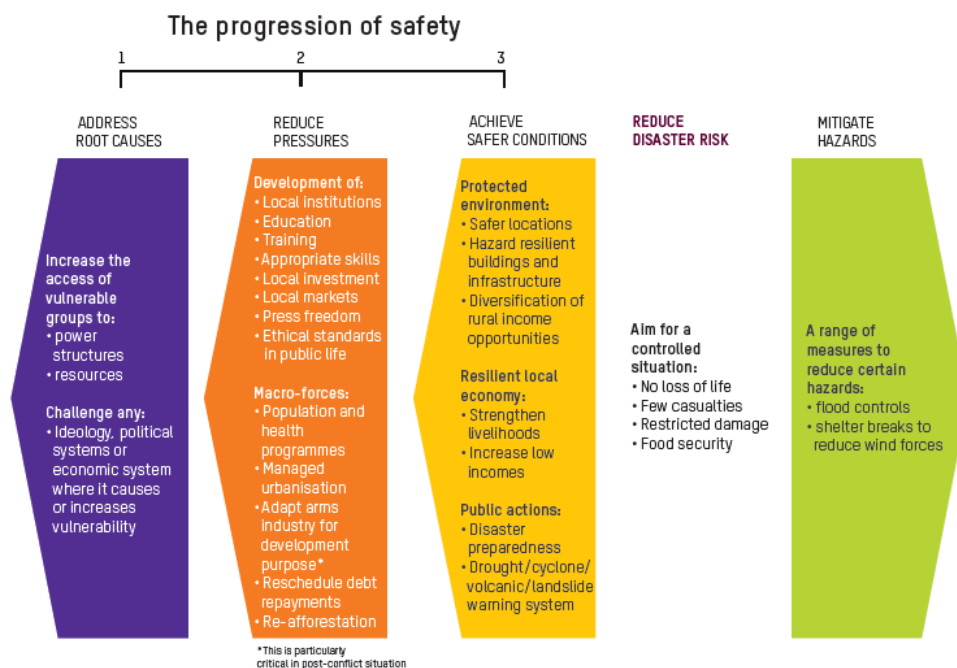 The progression of safety
1
2
3
ADDRESS
ROOT CAUSES
Increase the
access of
vulnerable
groups to:
• power
structures
• resources
Challenge any:
• Ideology, political
systems or
economic system
where it causes
or increases
vulnerability
REDUCE
PRESSURES
Development of:
• Local institutions
• Education
• Training
• Appropriate skills
• Local investment
• Local markets
• Press freedom
• Ethical standards
in public life
Macro-forces:
• Population and
health
programmes
• Managed
urbanisation
• Adapt arms
industry for
development
purpose*
• Reschedule debt
repayments
• Re-afforestation
*This is particularly
critical in post-conflict situation
ACHIEVE
SAFER CONDITIONS
Protected
environment:
• Safer locations
• Hazard resilient
buildings and
infrastructure
• Diversification of
rural income
opportunities
Resilient local
economy:
• Strengthen
livelihoods
• Increase low
incomes
Public actions:
• Disaster
preparedness
• Drought/cyclone/
volcanic/landslide
warning system
REDUCE
DISASTER RISK
Aim for a
controlled
situation:
• No loss of life
• Few casualties
• Restricted damage
• Food security
MITIGATE
HAZARDS
A range of
measures to
reduce certain
hazards:
• flood controls
• shelter breaks to
reduce wind forces